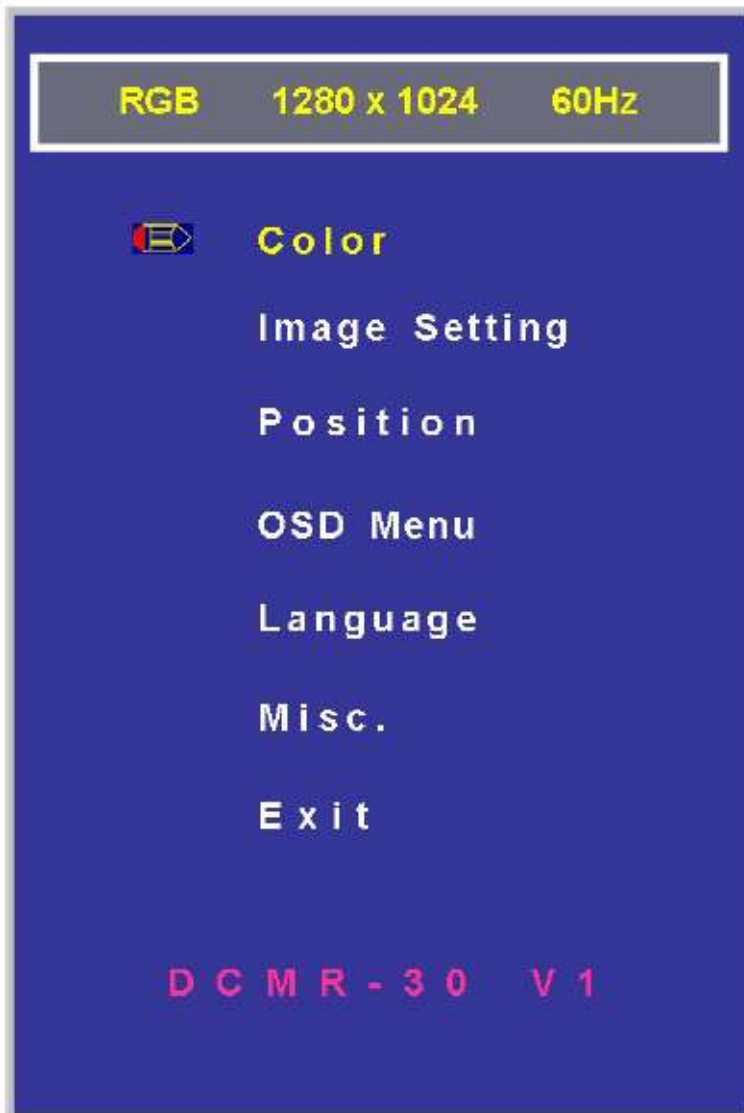 RGB 1280 x 1024 60Hz
Color
Image Setting
Position
OSD Menu
Language
Misc.
Exit
DCMR-30 V1